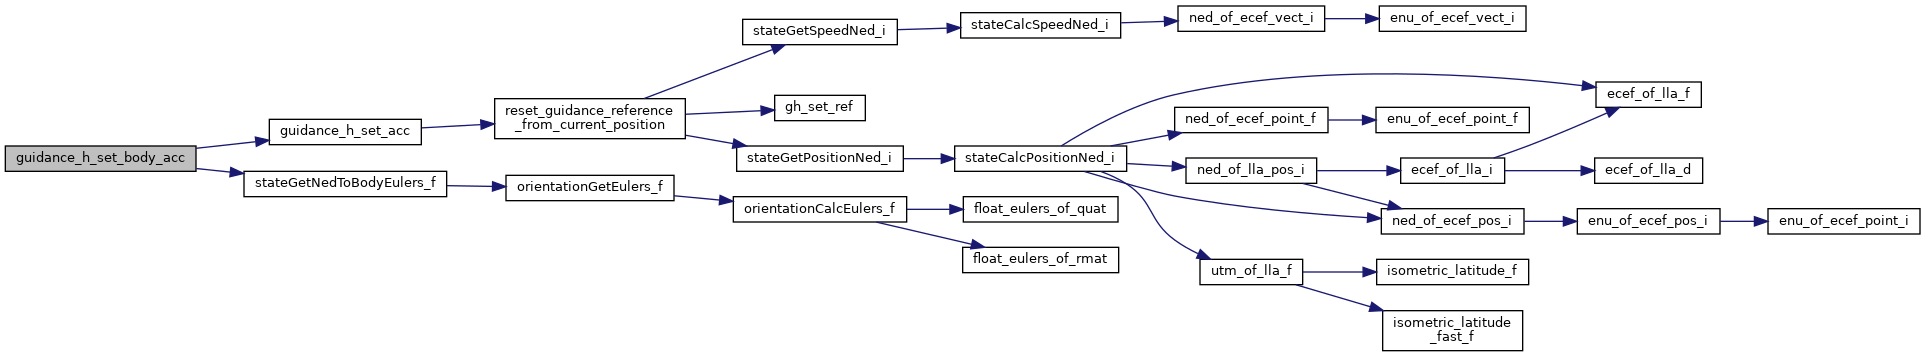 guidance_h_set_body_acc
guidance_h_set_acc
stateGetNedToBodyEulers_f
reset_guidance_reference
_from_current_position
orientationGetEulers_f
stateGetSpeedNed_i
gh_set_ref
stateGetPositionNed_i
orientationCalcEulers_f
stateCalcSpeedNed_i
stateCalcPositionNed_i
float_eulers_of_quat
float_eulers_of_rmat
ned_of_ecef_vect_i
ned_of_ecef_point_f
ned_of_lla_pos_i
utm_of_lla_f
enu_of_ecef_vect_i
enu_of_ecef_point_f
ecef_of_lla_i
ned_of_ecef_pos_i
isometric_latitude_f
isometric_latitude
_fast_f
ecef_of_lla_f
ecef_of_lla_d
enu_of_ecef_pos_i
enu_of_ecef_point_i